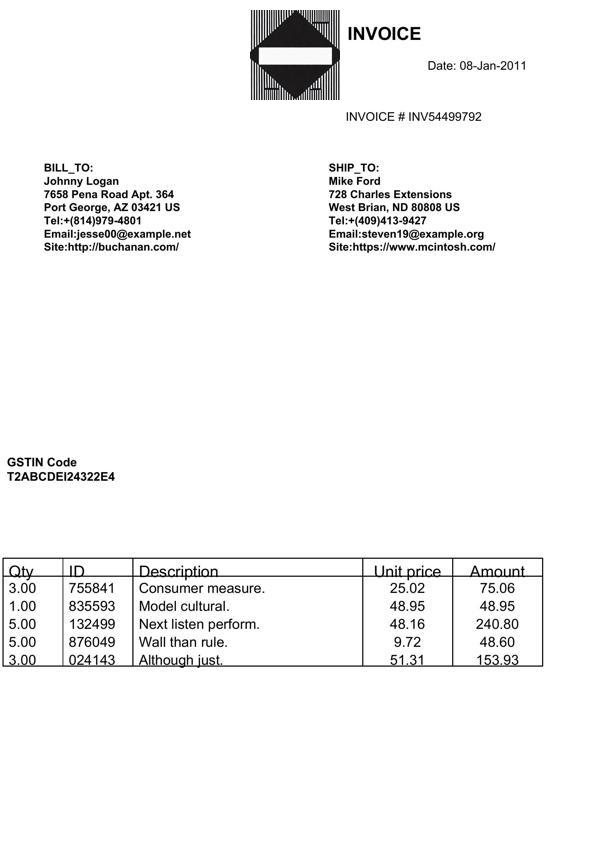 INVOICE
Date: 08-Jan-2011
INVOICE # INV54499792
BILL_TO:
Johnny Logan
7658 Pena Road Apt. 364
Port George, AZ 03421 US
Tel:+(814)979-4801
Email:jesse00@example.net
Site:http://buchanan.com/
SHIP_TO:
Mike Ford
728 Charles Extensions
West Brian, ND 80808 US
Tel:+(409)413-9427
Email:steven19@example.org
Site:https://www.mcintosh.com/
GSTIN Code
T2ABCDEI24322E4
Qty ID Description Unit price Amount
3.00 755841 Consumer measure. 25.02 75.06
1.00 835593 Model cultural. 48.95 48.95
5.00 132499 Next listen perform. 48.16 240.80
5.00 876049 Wall than rule. 9.72 48.60
3.00 024143 Although just. 51.31 153.93